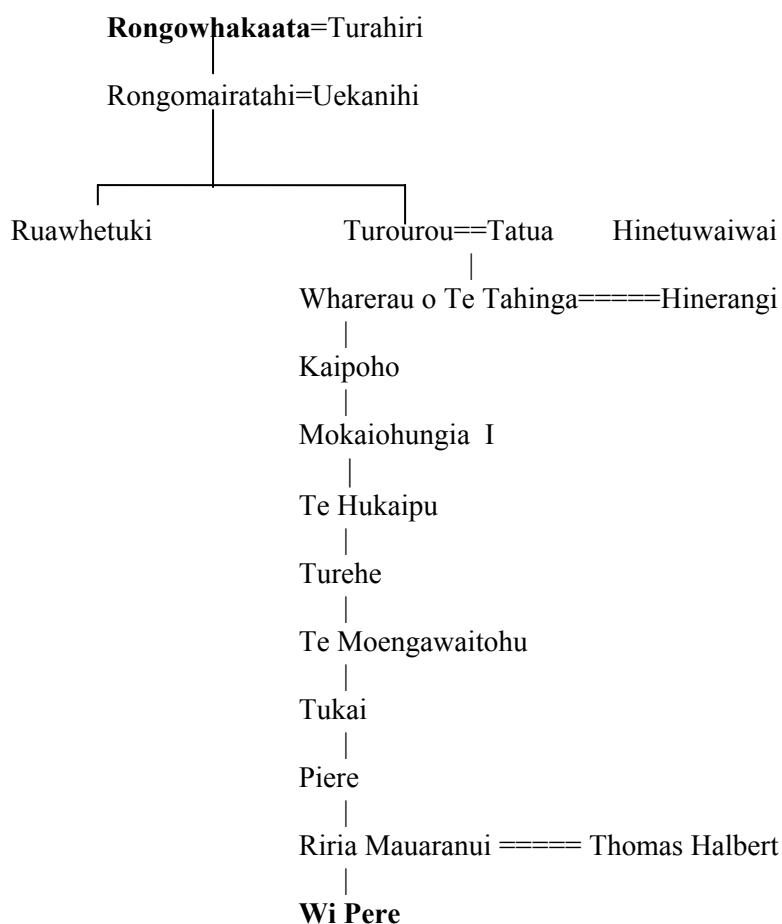 Rongowhakaata=Turahiri
Rongomairatahi=Uekanihi
Ruawhetuki Turourou==Tatua Hinetuwaiwai
Wharerau o Te Tahinga=====Hinerangi
Kaipoho
Mokaiohungia I
Te Hukaipu
Turehe
Te Moengawaitohu
Tukai
Piere
Riria Mauaranui ===== Thomas Halbert
Wi Pere